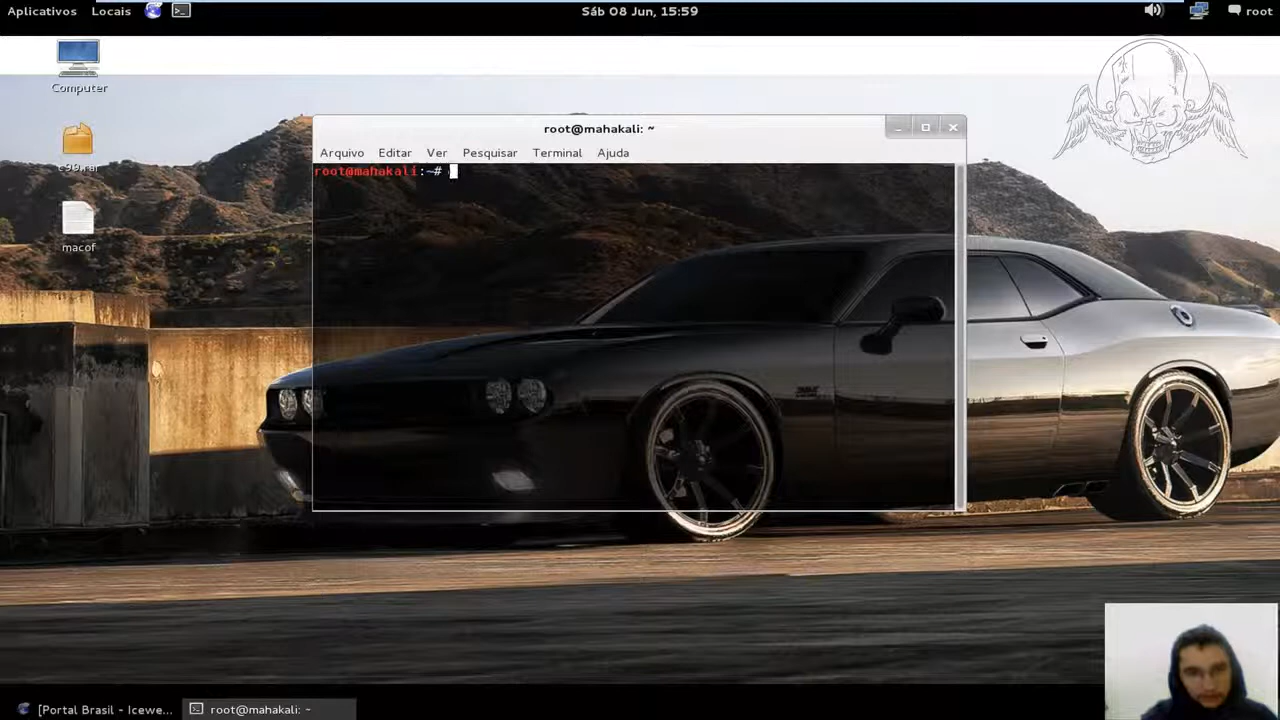 Aplicativos Locais Sáb 08 Jun, 15:59 root
Computer
macof
root@mahakali: ~
Arquivo Editar Ver Pesquisar Terminal Ajuda
root@mahakali:~#
[Portal Brasil - Icewe... root@mahakali: ~